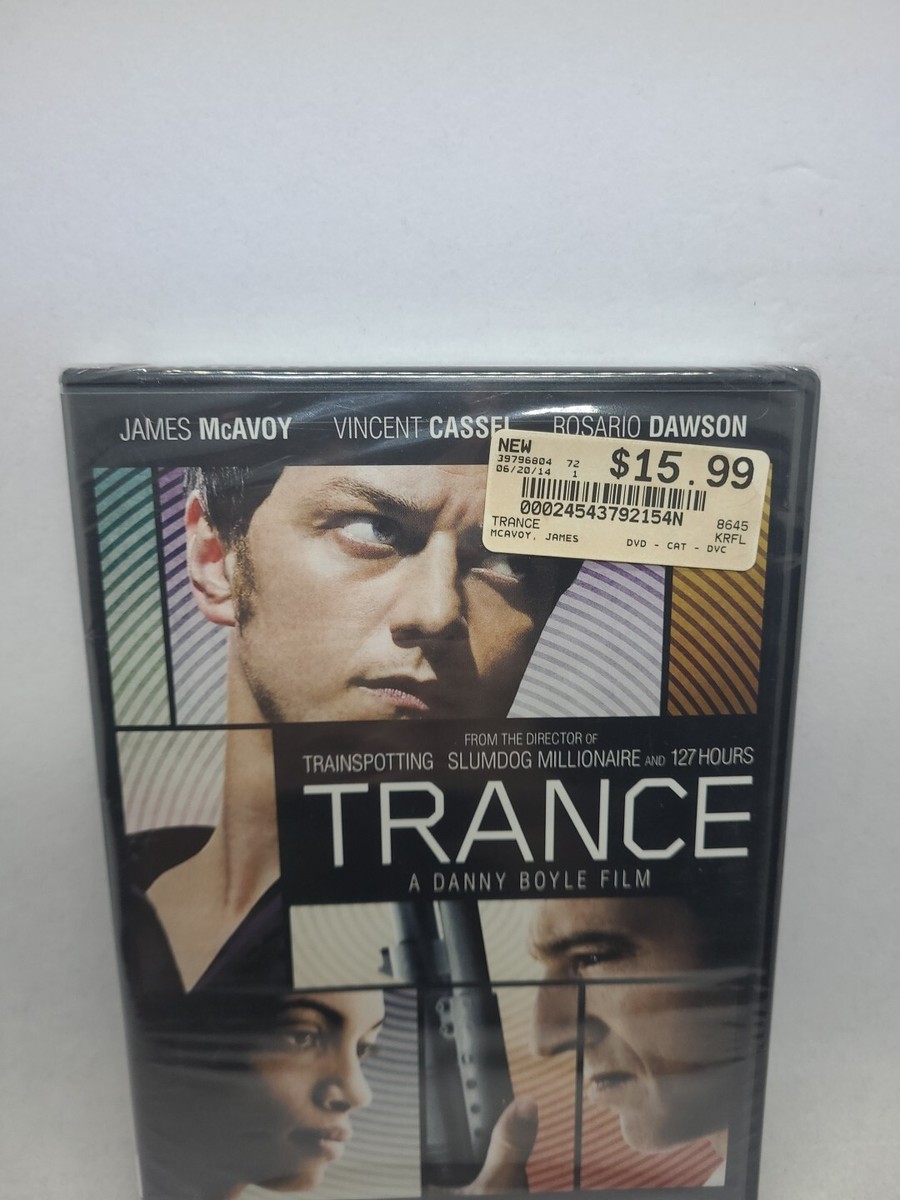 JAMES McAVOY VINCENT CASSEL ROSARIO DAWSON
NEW
39796804 72
06/20/14 1
$15.99
00024543792154N
TRANCE 8645
MCAVOY, JAMES KRFL
DVD - CAT - DVC
FROM THE DIRECTOR OF
TRAINSPOTTING SLUMDOG MILLIONAIRE AND 127 HOURS
TRANCE
A DANNY BOYLE FILM